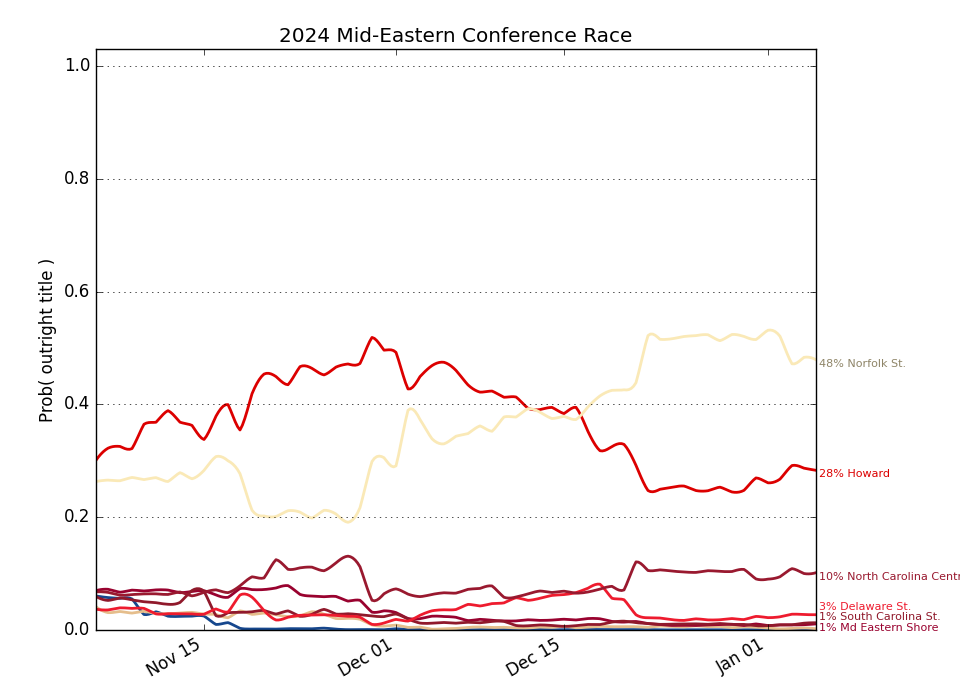 2024 Mid-Eastern Conference Race
1.0
0.8
0.6
0.4
0.2
0.0
Prob( outright title )
Nov 15
Dec 01
Dec 15
Jan 01
48% Norfolk St.
28% Howard
10% North Carolina Centr
3% Delaware St.
1% South Carolina St.
1% Md Eastern Shore